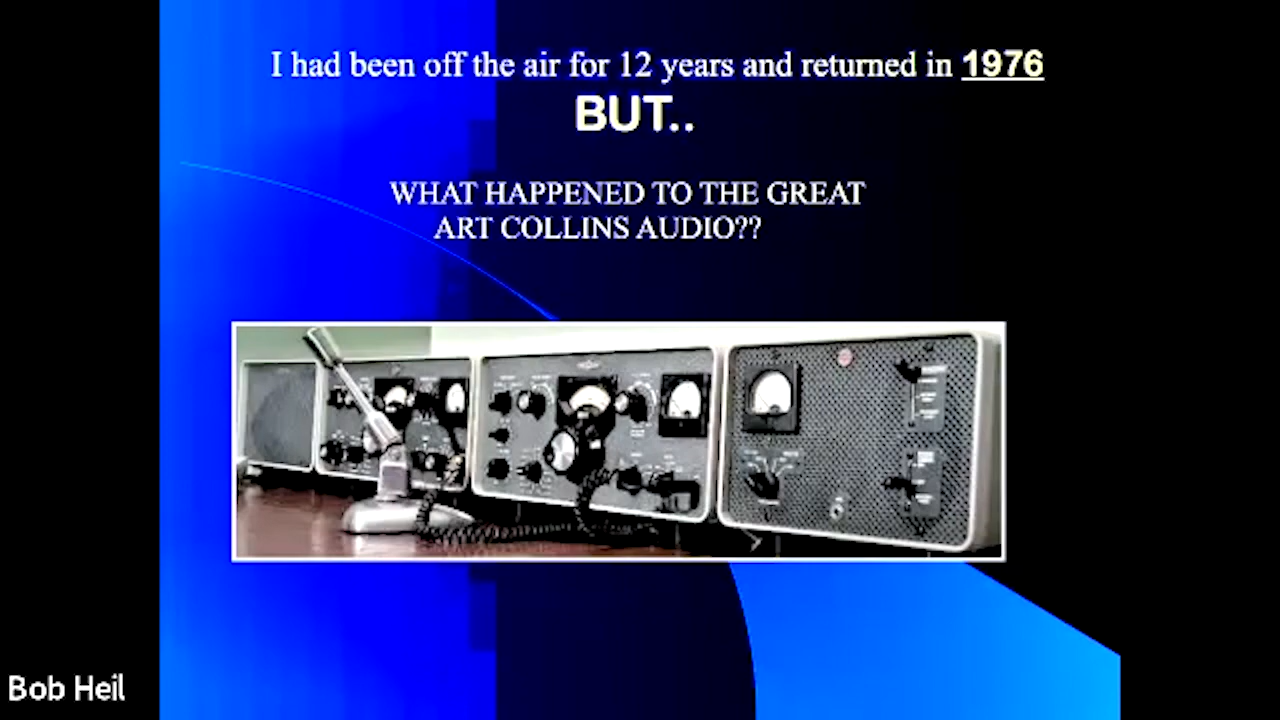 I had been off the air for 12 years and returned in 1976
BUT..
WHAT HAPPENED TO THE GREAT
ART COLLINS AUDIO??
Bob Heil